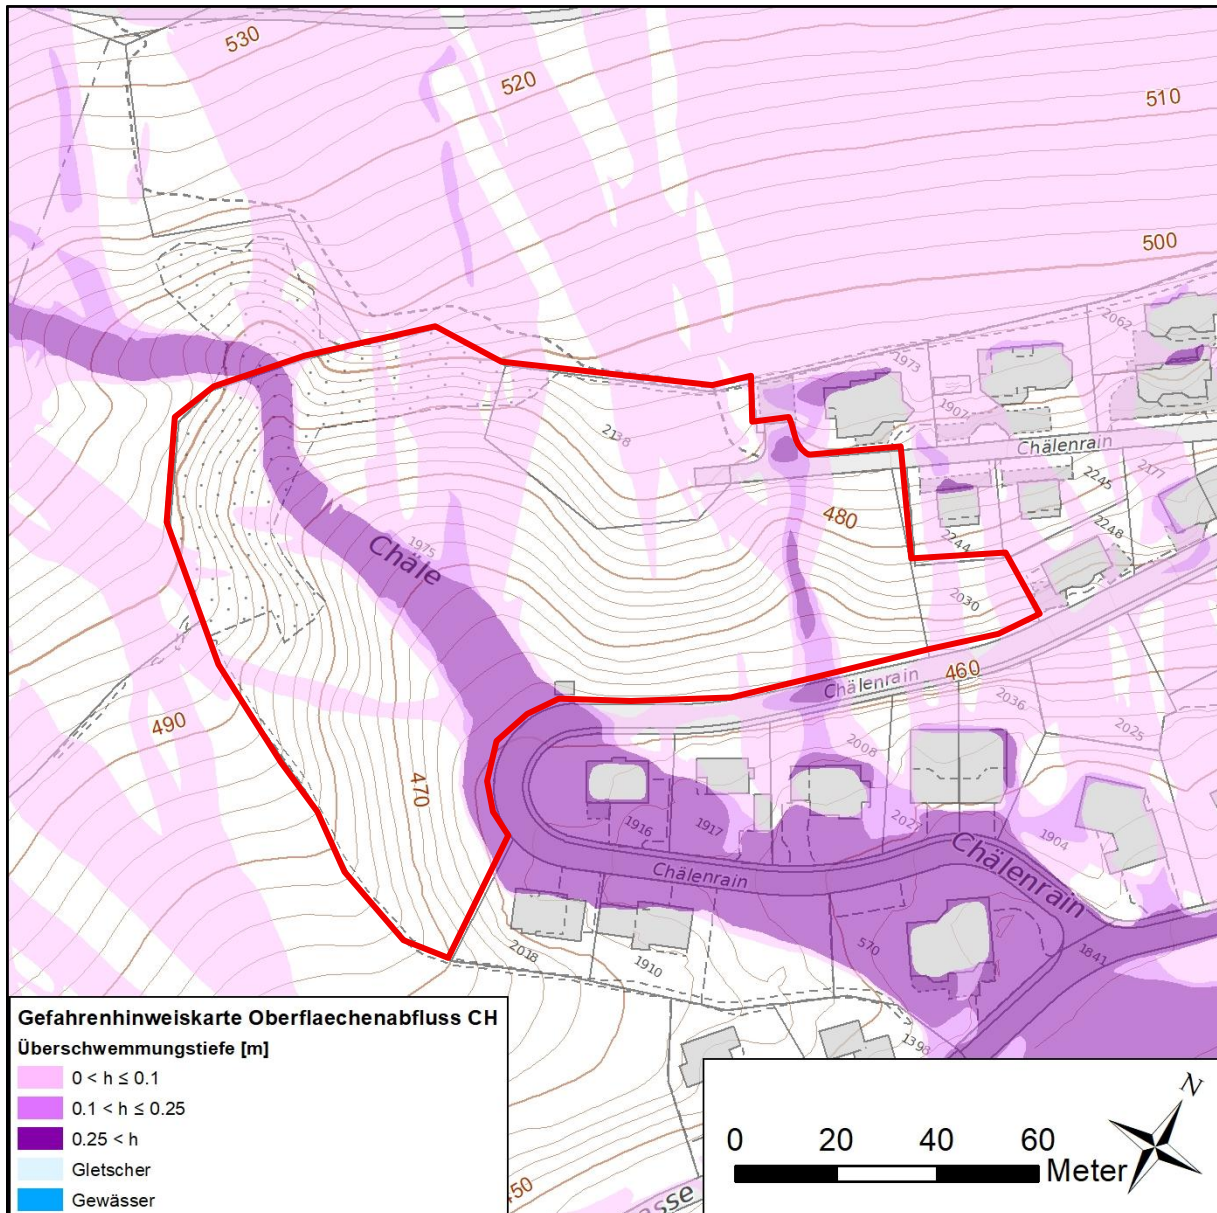 530
520
510
500
2062
1973
1907
Chälenrain
2138
2177
2245
480
2248
2244
1975
Chäle
2030
460
Chälenrain
490
2036
2025
2008
470
1916
1917
2027
1904
Chälenrain
Chälenrain
570
1841
2018
1910
1398
450
sse
Gefahrenhinweiskarte Oberflaechenabfluss CH
Überschwemmungstiefe [m]
0 < h ≤ 0.1
0.1 < h ≤ 0.25
0.25 < h
Gletscher
Gewässer
N
0 20 40 60
Meter